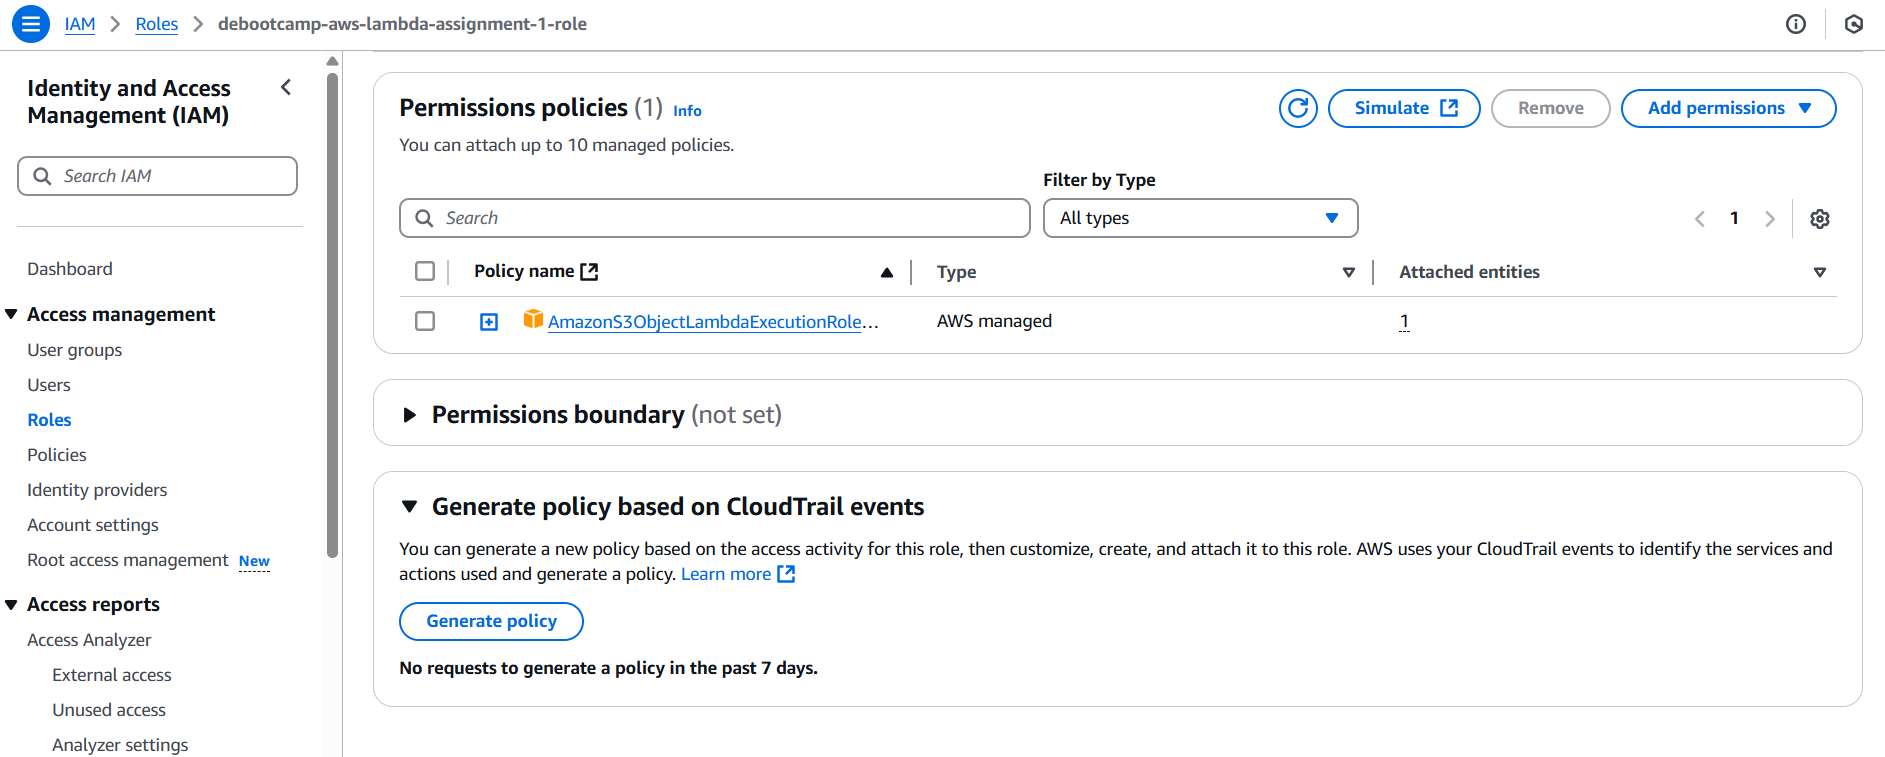 IAM > Roles > debootcamp-aws-lambda-assignment-1-role
Identity and Access
Management (IAM)
Search IAM
Dashboard
Access management
User groups
Users
Roles
Policies
Identity providers
Account settings
Root access management New
Access reports
Access Analyzer
External access
Unused access
Analyzer settings
Permissions policies (1) Info
Simulate
Remove
Add permissions
You can attach up to 10 managed policies.
Filter by Type
Search
All types
1
Policy name
Type
Attached entities
AmazonS3ObjectLambdaExecutionRole...
AWS managed
1
Permissions boundary (not set)
Generate policy based on CloudTrail events
You can generate a new policy based on the access activity for this role, then customize, create, and attach it to this role. AWS uses your CloudTrail events to identify the services and
actions used and generate a policy. Learn more
Generate policy
No requests to generate a policy in the past 7 days.